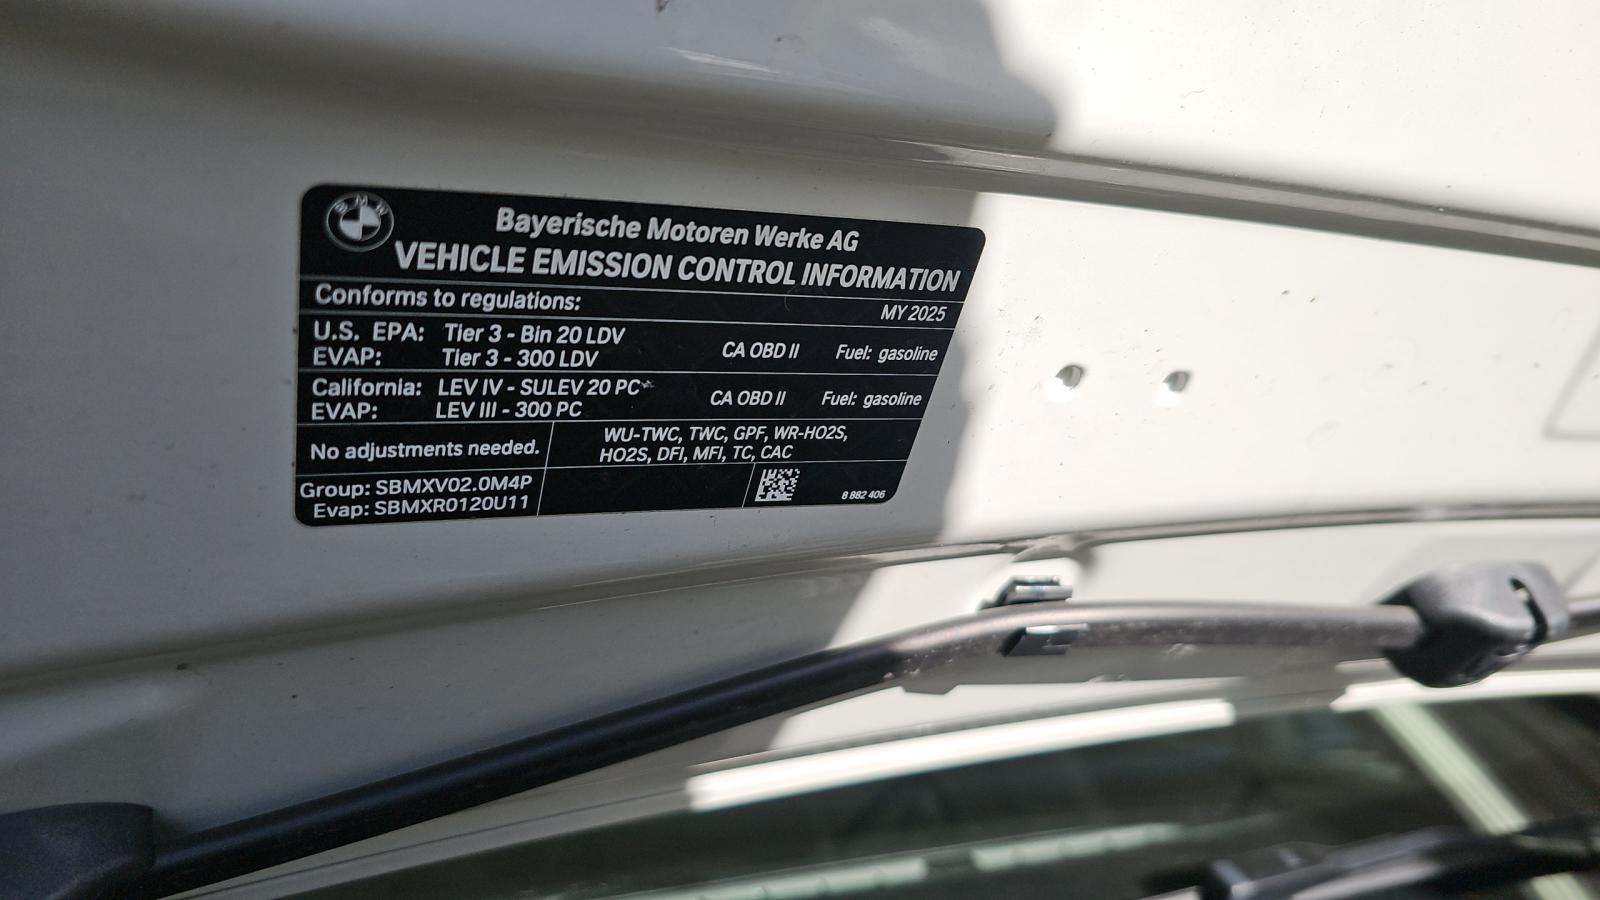 BMW
Bayerische Motoren Werke AG
VEHICLE EMISSION CONTROL INFORMATION
Conforms to regulations: MY 2025
U.S. EPA: Tier 3 - Bin 20 LDV
EVAP: Tier 3 - 300 LDV CA OBD II Fuel: gasoline
California: LEV IV - SULEV 20 PC
EVAP: LEV III - 300 PC CA OBD II Fuel: gasoline
No adjustments needed.
WU-TWC, TWC, GPF, WR-HO2S,
HO2S, DFI, MFI, TC, CAC
Group: SBMXV02.0M4P
Evap: SBMXR0120U11
8 882 406